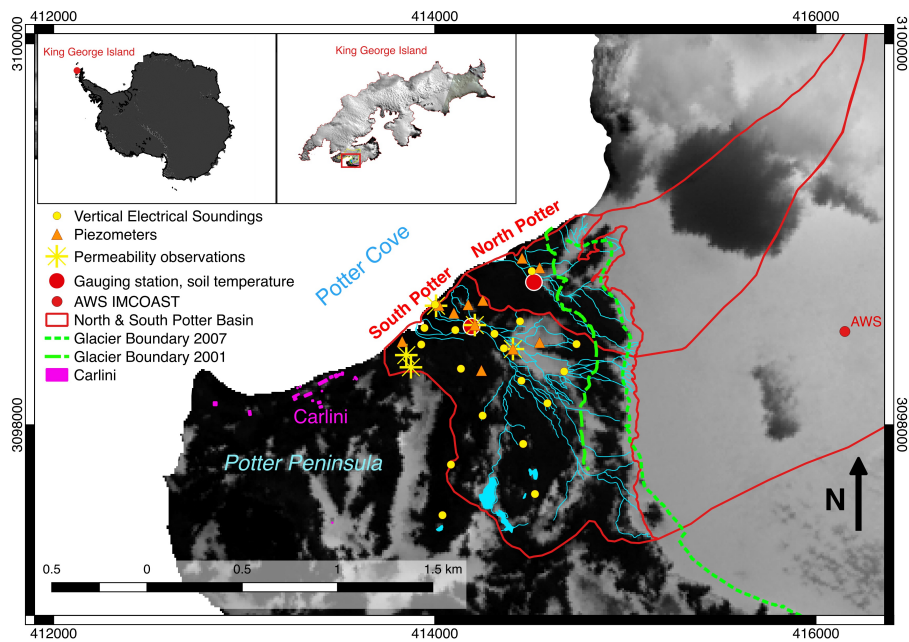 412000
414000
416000
3100000
3100000
King George Island
King George Island
Vertical Electrical Soundings
Piezometers
Permeability observations
Gauging station, soil temperature
AWS IMCOAST
North & South Potter Basin
Glacier Boundary 2007
Glacier Boundary 2001
Carlini
Potter Cove
North Potter
South Potter
AWS
Carlini
Potter Peninsula
3098000
3098000
N
0.5
0
0.5
1
1.5 km
412000
414000
416000